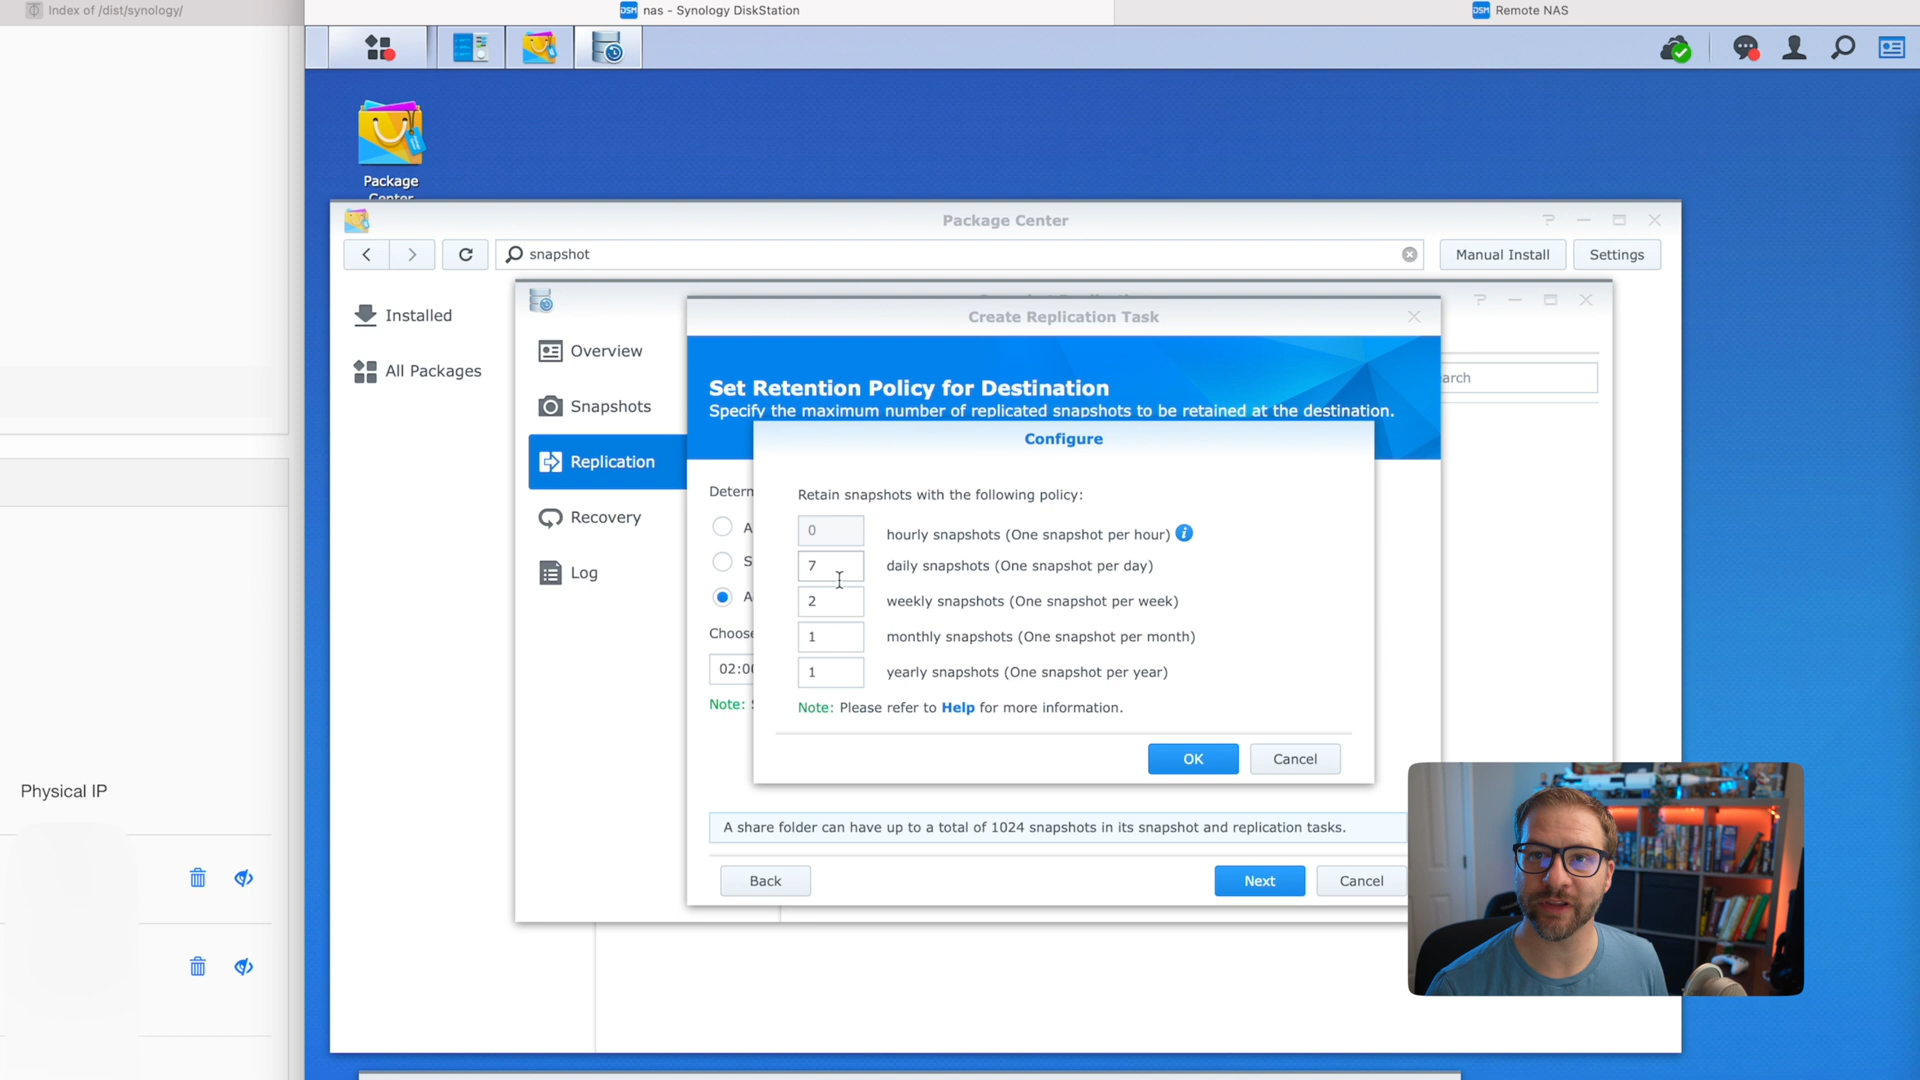 Index of /dist/synology/
DSM nas - Synology DiskStation
DSM Remote NAS
Package
Center
Package Center
snapshot
Manual Install
Settings
Installed
All Packages
Overview
Snapshots
Replication
Recovery
Log
Create Replication Task
Set Retention Policy for Destination
Specify the maximum number of replicated snapshots to be retained at the destination.
arch
Configure
Retain snapshots with the following policy:
0 hourly snapshots (One snapshot per hour)
7 daily snapshots (One snapshot per day)
2 weekly snapshots (One snapshot per week)
1 monthly snapshots (One snapshot per month)
1 yearly snapshots (One snapshot per year)
Note: Please refer to Help for more information.
OK
Cancel
Determ
A
S
A
Choose
02:00
Note:
A share folder can have up to a total of 1024 snapshots in its snapshot and replication tasks.
Back
Next
Cancel
Physical IP